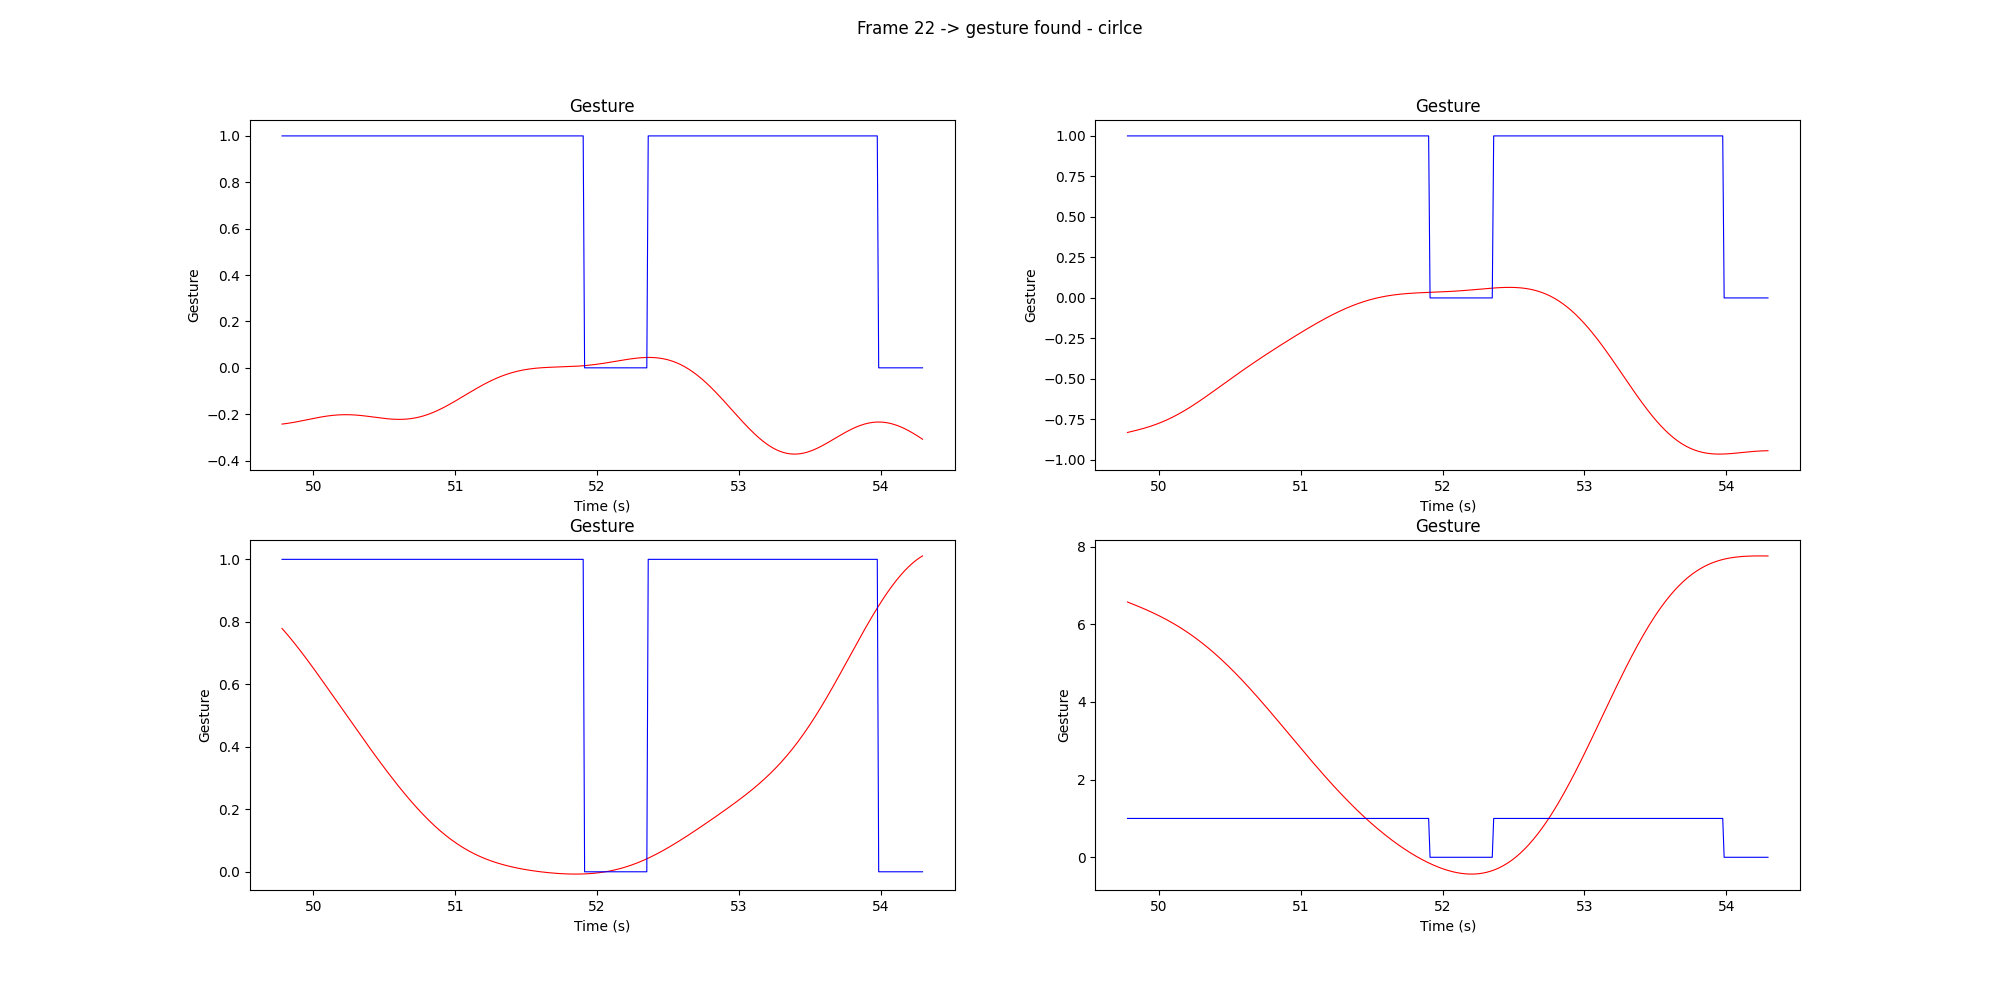 Frame 22 -> gesture found - cirlce
Gesture
1.0
0.8
0.6
0.4
0.2
0.0
−0.2
−0.4
Gesture
50 51 52 53 54
Time (s)
Gesture
1.00
0.75
0.50
0.25
0.00
−0.25
−0.50
−0.75
−1.00
Gesture
50 51 52 53 54
Time (s)
Gesture
1.0
0.8
0.6
0.4
0.2
0.0
Gesture
50 51 52 53 54
Time (s)
Gesture
8
6
4
2
0
Gesture
50 51 52 53 54
Time (s)